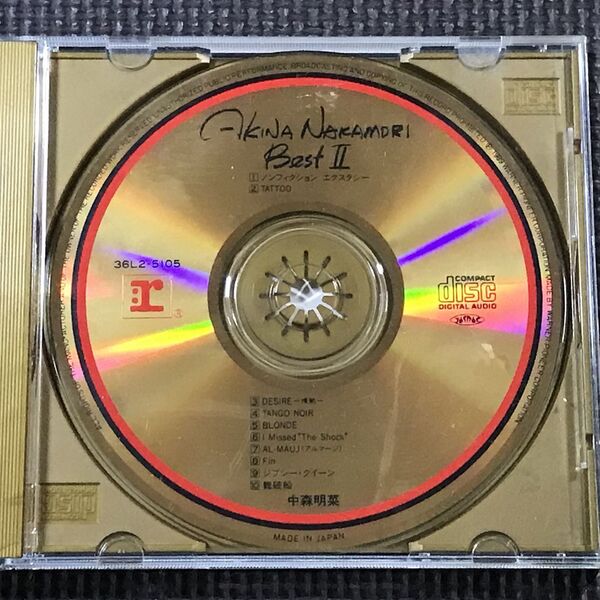 AKINA NAKAMORI
Best II
1 ノンフィクション エクスタシー
2 TATTOO
36L2-5105
r
COMPACT
disc
DIGITAL AUDIO
3 DESIRE －情熱－
4 TANGO NOIR
5 BLONDE
6 I Missed "The Shock"
7 AL-MAUJ(アルマージ)
8 Fin
9 ジプシー・クイーン
10 難破船
中森明菜
MADE IN JAPAN